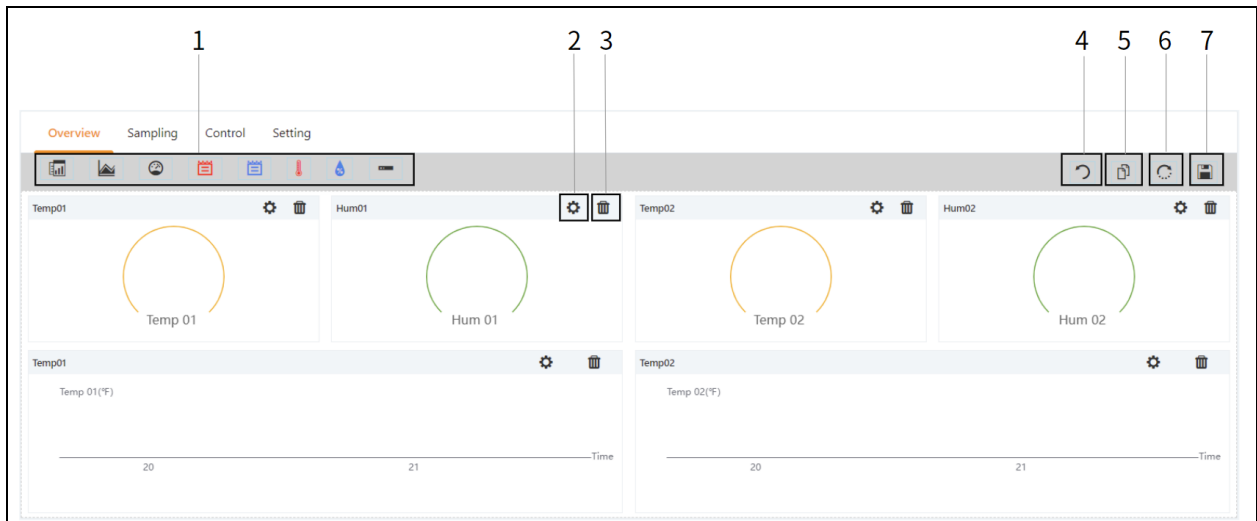 1 2 3 4 5 6 7
Overview Sampling Control Setting
Temp01 Hum01 Temp02 Hum02
Temp 01 Hum 01 Temp 02 Hum 02
Temp01 Temp02
Temp 01(°F) Temp 02(°F)
Time Time
20 21 20 21